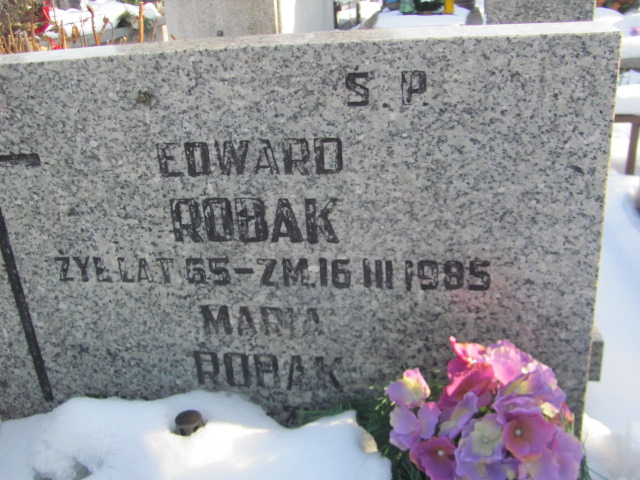 Ś.P.
EDWARD
ROBAK
ŻYŁ LAT 65 – ZM. 16 III 1985
MARIA
ROBAK